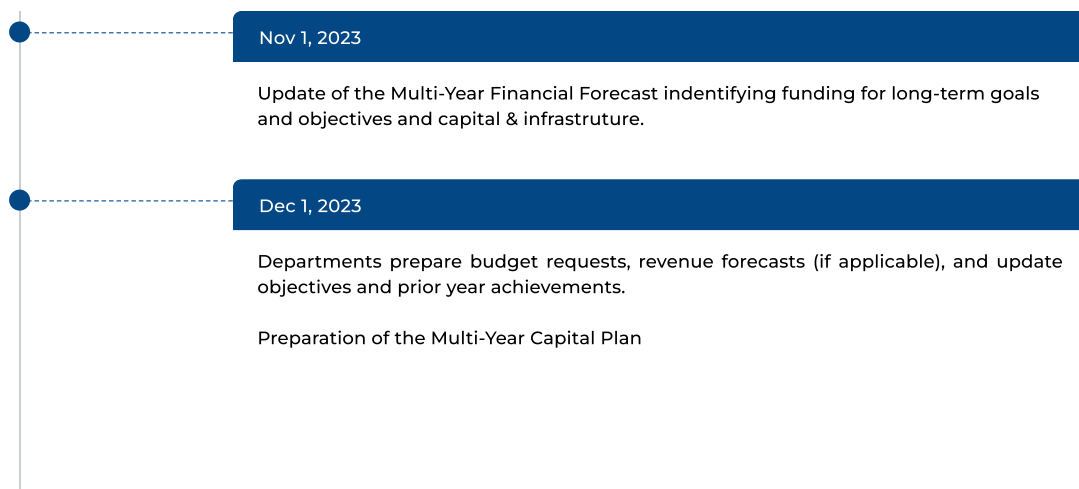 Nov 1, 2023
Update of the Multi-Year Financial Forecast indentifying funding for long-term goals
and objectives and capital & infrastruture.
Dec 1, 2023
Departments prepare budget requests, revenue forecasts (if applicable), and update
objectives and prior year achievements.
Preparation of the Multi-Year Capital Plan